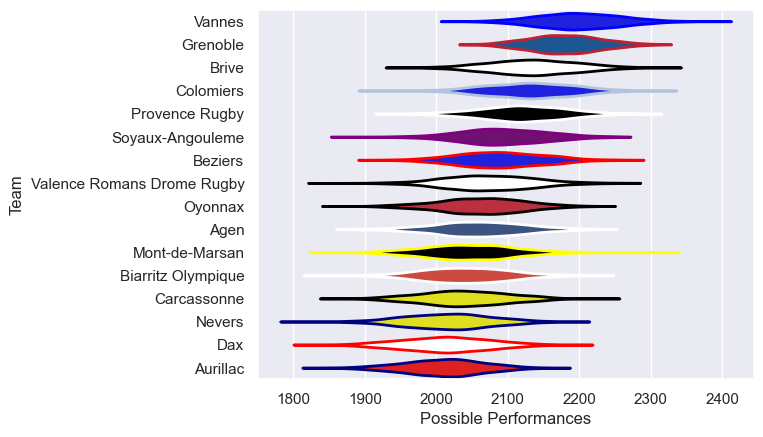 Vannes
Grenoble
Brive
Colomiers
Provence Rugby
Soyaux-Angouleme
Beziers
Valence Romans Drome Rugby
Oyonnax
Agen
Mont-de-Marsan
Biarritz Olympique
Carcassonne
Nevers
Dax
Aurillac
Team
1800 1900 2000 2100 2200 2300 2400
Possible Performances